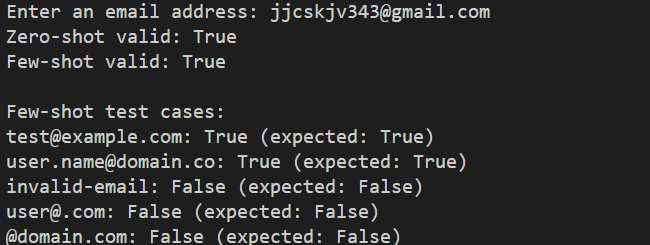 Enter an email address: jjcskjv343@gmail.com
Zero-shot valid: True
Few-shot valid: True
Few-shot test cases:
test@example.com: True (expected: True)
user.name@domain.co: True (expected: True)
invalid-email: False (expected: False)
user@.com: False (expected: False)
@domain.com: False (expected: False)